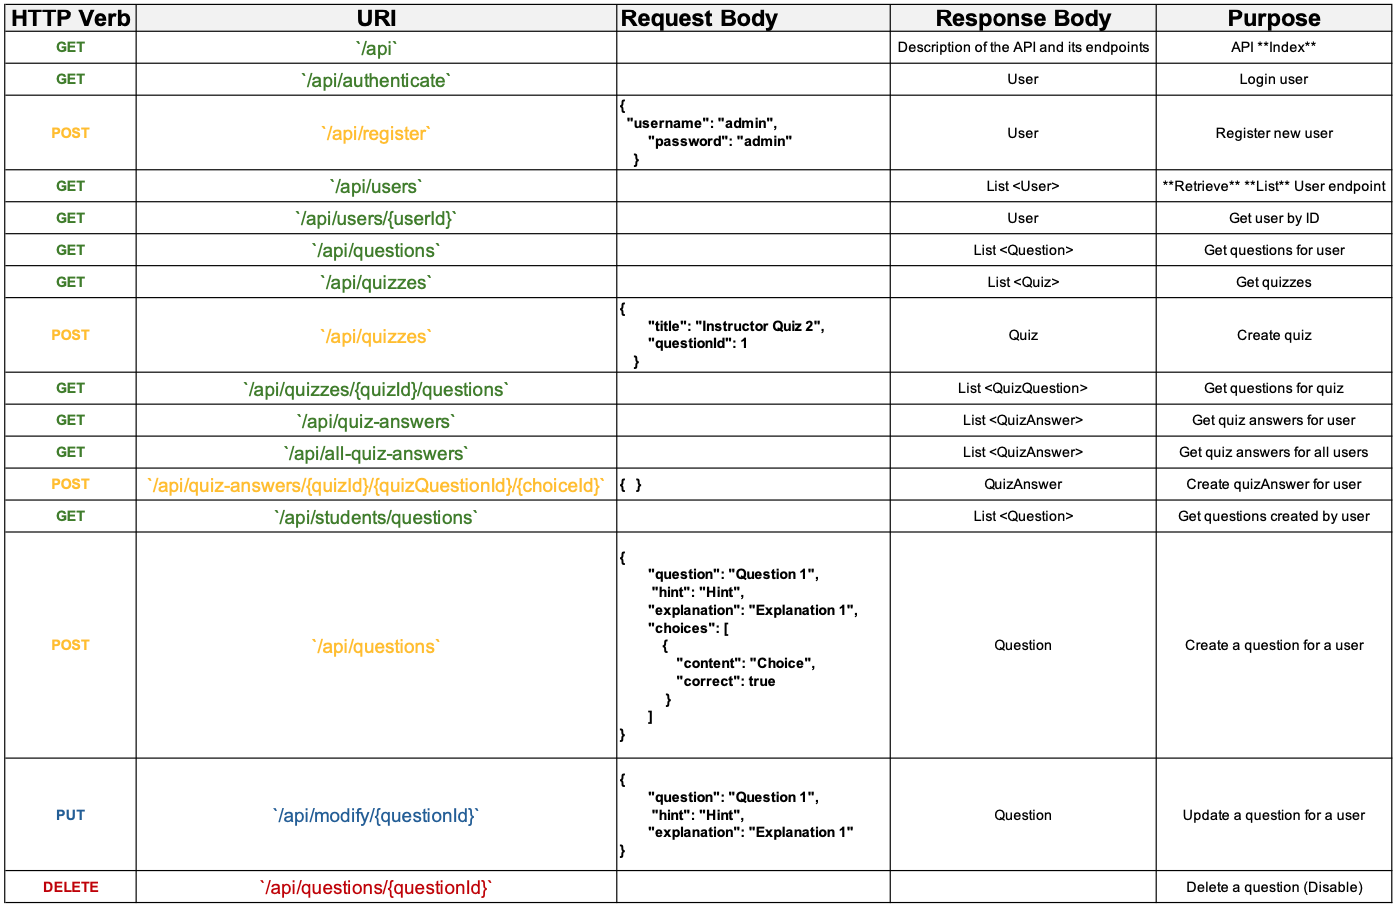 HTTP Verb URI Request Body Response Body Purpose
GET `/api` Description of the API and its endpoints API **Index**
GET `/api/authenticate` User Login user
POST `/api/register` { User Register new user
"username": "admin",
"password": "admin"
}
GET `/api/users` List <User> **Retrieve** **List** User endpoint
GET `/api/users/{userId}` User Get user by ID
GET `/api/questions` List <Question> Get questions for user
GET `/api/quizzes` List <Quiz> Get quizzes
POST `/api/quizzes` { Quiz Create quiz
"title": "Instructor Quiz 2",
"questionId": 1
}
GET `/api/quizzes/{quizId}/questions` List <QuizQuestion> Get questions for quiz
GET `/api/quiz-answers` List <QuizAnswer> Get quiz answers for user
GET `/api/all-quiz-answers` List <QuizAnswer> Get quiz answers for all users
POST `/api/quiz-answers/{quizId}/{quizQuestionId}/{choiceId}` { } QuizAnswer Create quizAnswer for user
GET `/api/students/questions` List <Question> Get questions created by user
POST `/api/questions` { Question Create a question for a user
"question": "Question 1",
"hint": "Hint",
"explanation": "Explanation 1",
"choices": [
{
"content": "Choice",
"correct": true
}
]
}
PUT `/api/modify/{questionId}` { Question Update a question for a user
"question": "Question 1",
"hint": "Hint",
"explanation": "Explanation 1"
}
DELETE `/api/questions/{questionId}` Delete a question (Disable)